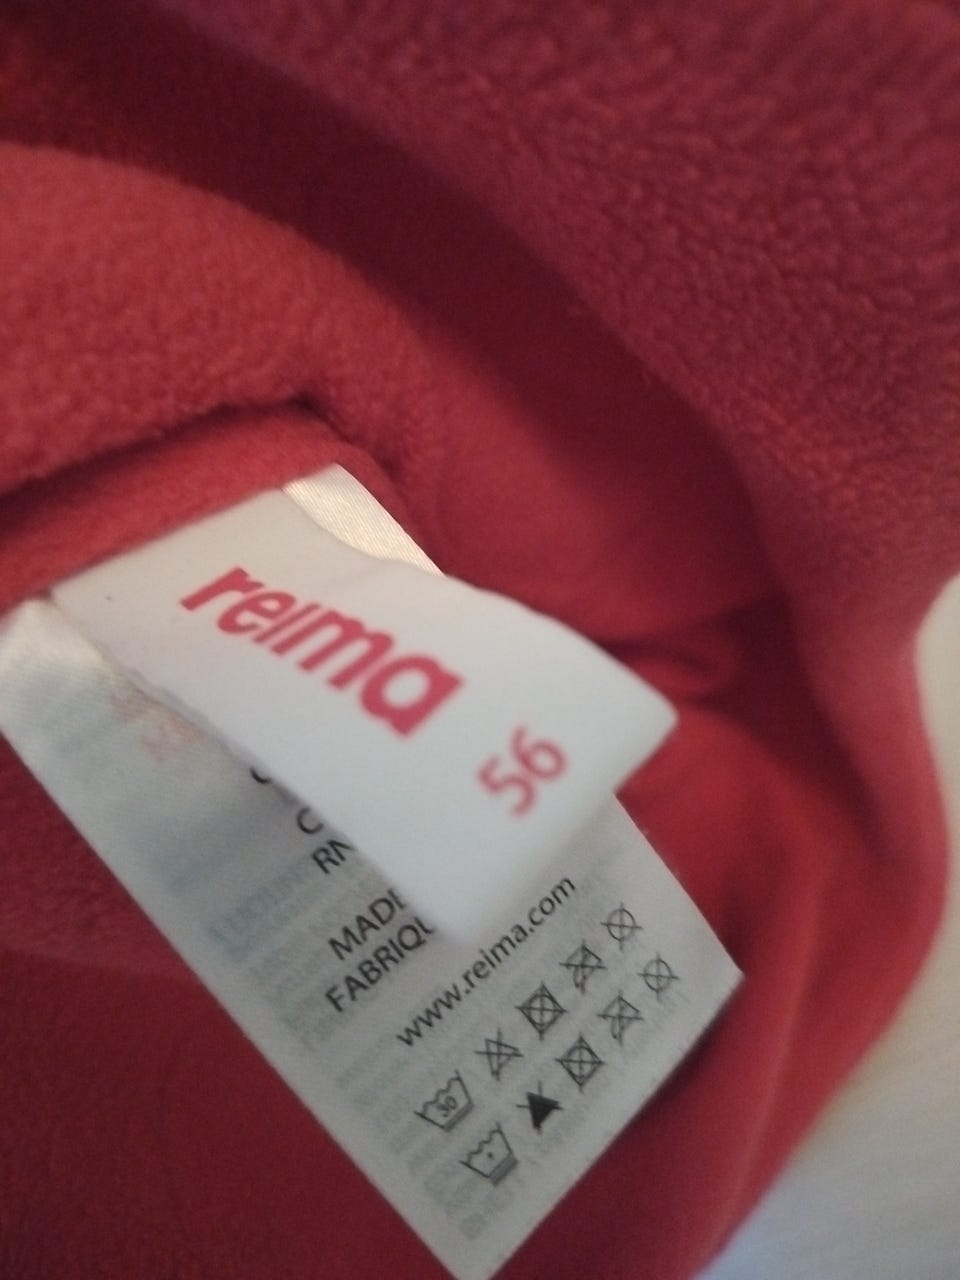 reima
56
RN
MADE
FABRIQU
www.reima.com
30